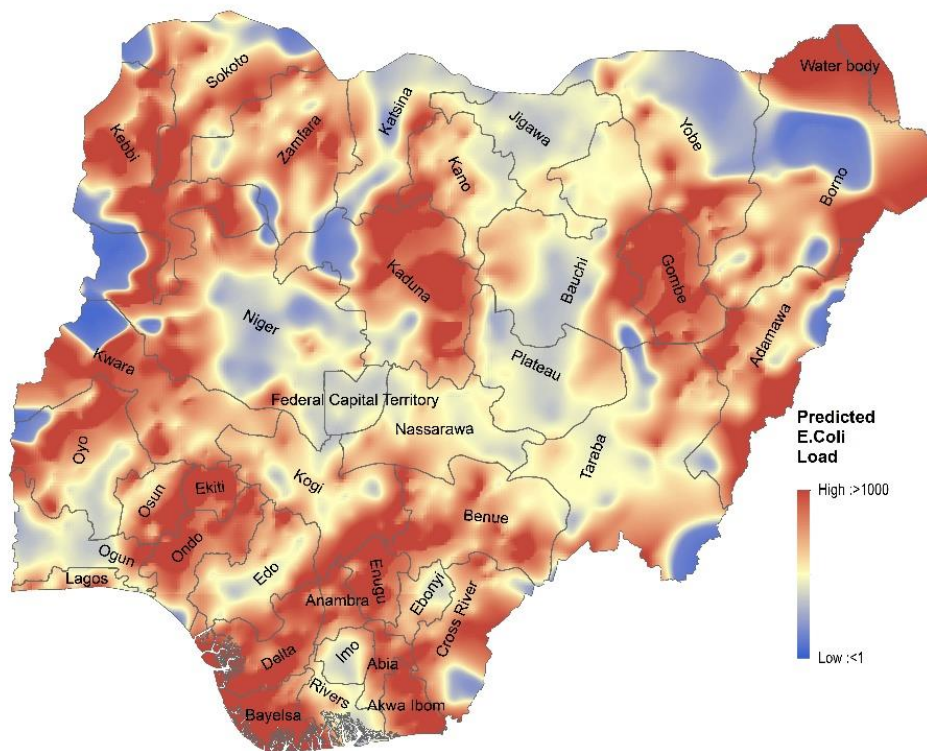 Water body
Sokoto
Katsina
Jigawa
Yobe
Kebbi
Zamfara
Kano
Borno
Kaduna
Bauchi
Gombe
Niger
Adamawa
Plateau
Kwara
Federal Capital Territory
Nassarawa
Oyo
Taraba
Kogi
Osun
Ekiti
Benue
Ogun
Ondo
Edo
Enugu
Lagos
Anambra
Ebonyi
Cross River
Delta
Imo
Abia
Rivers
Akwa Ibom
Bayelsa
Predicted
E.Coli
Load
High :>1000
Low :<1